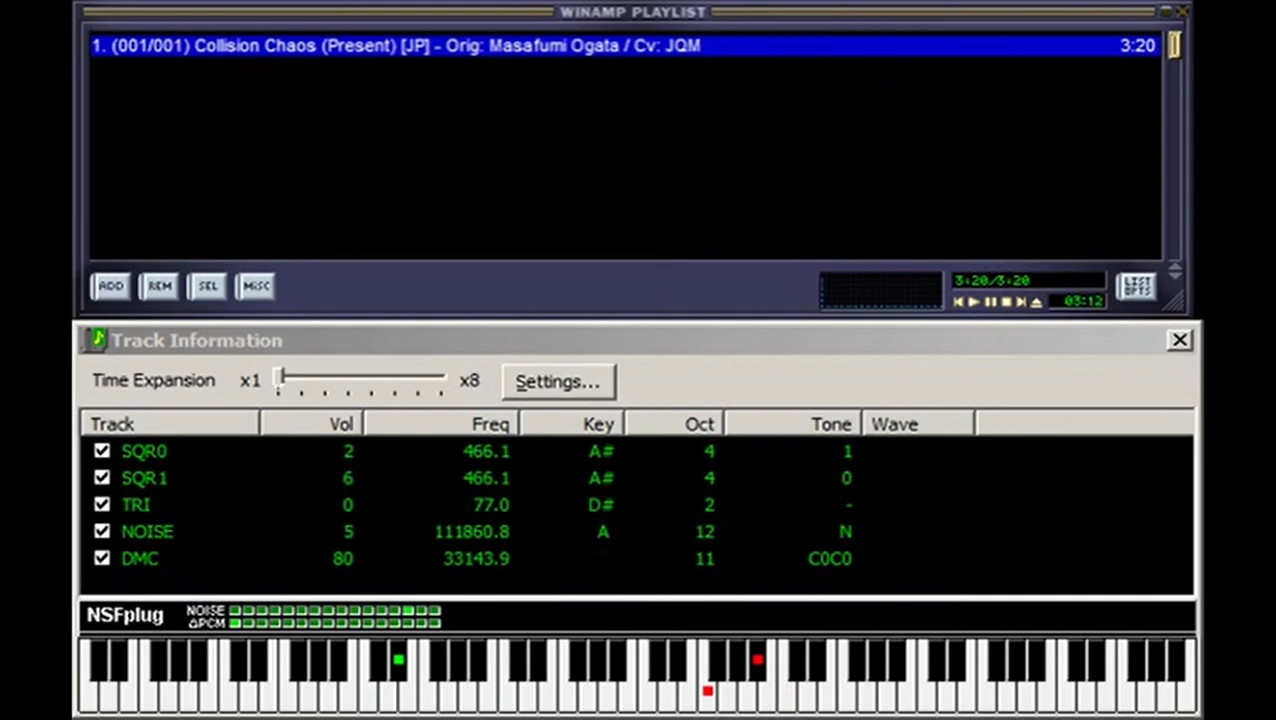 WINAMP PLAYLIST
1. (001/001) Collision Chaos (Present) [JP] - Orig: Masafumi Ogata / Cv: JQM 3:20
ADD REM SEL MISC 3:20/3:20 LIST OPTS
03:12
Track Information
Time Expansion x1 x8 Settings...
Track Vol Freq Key Oct Tone Wave
SQR0 2 466.1 A# 4 1
SQR1 6 466.1 A# 4 0
TRI 0 77.0 D# 2 -
NOISE 5 111860.8 A 12 N
DMC 80 33143.9 11 C0C0
NSFplug NOISE
ΔPCM